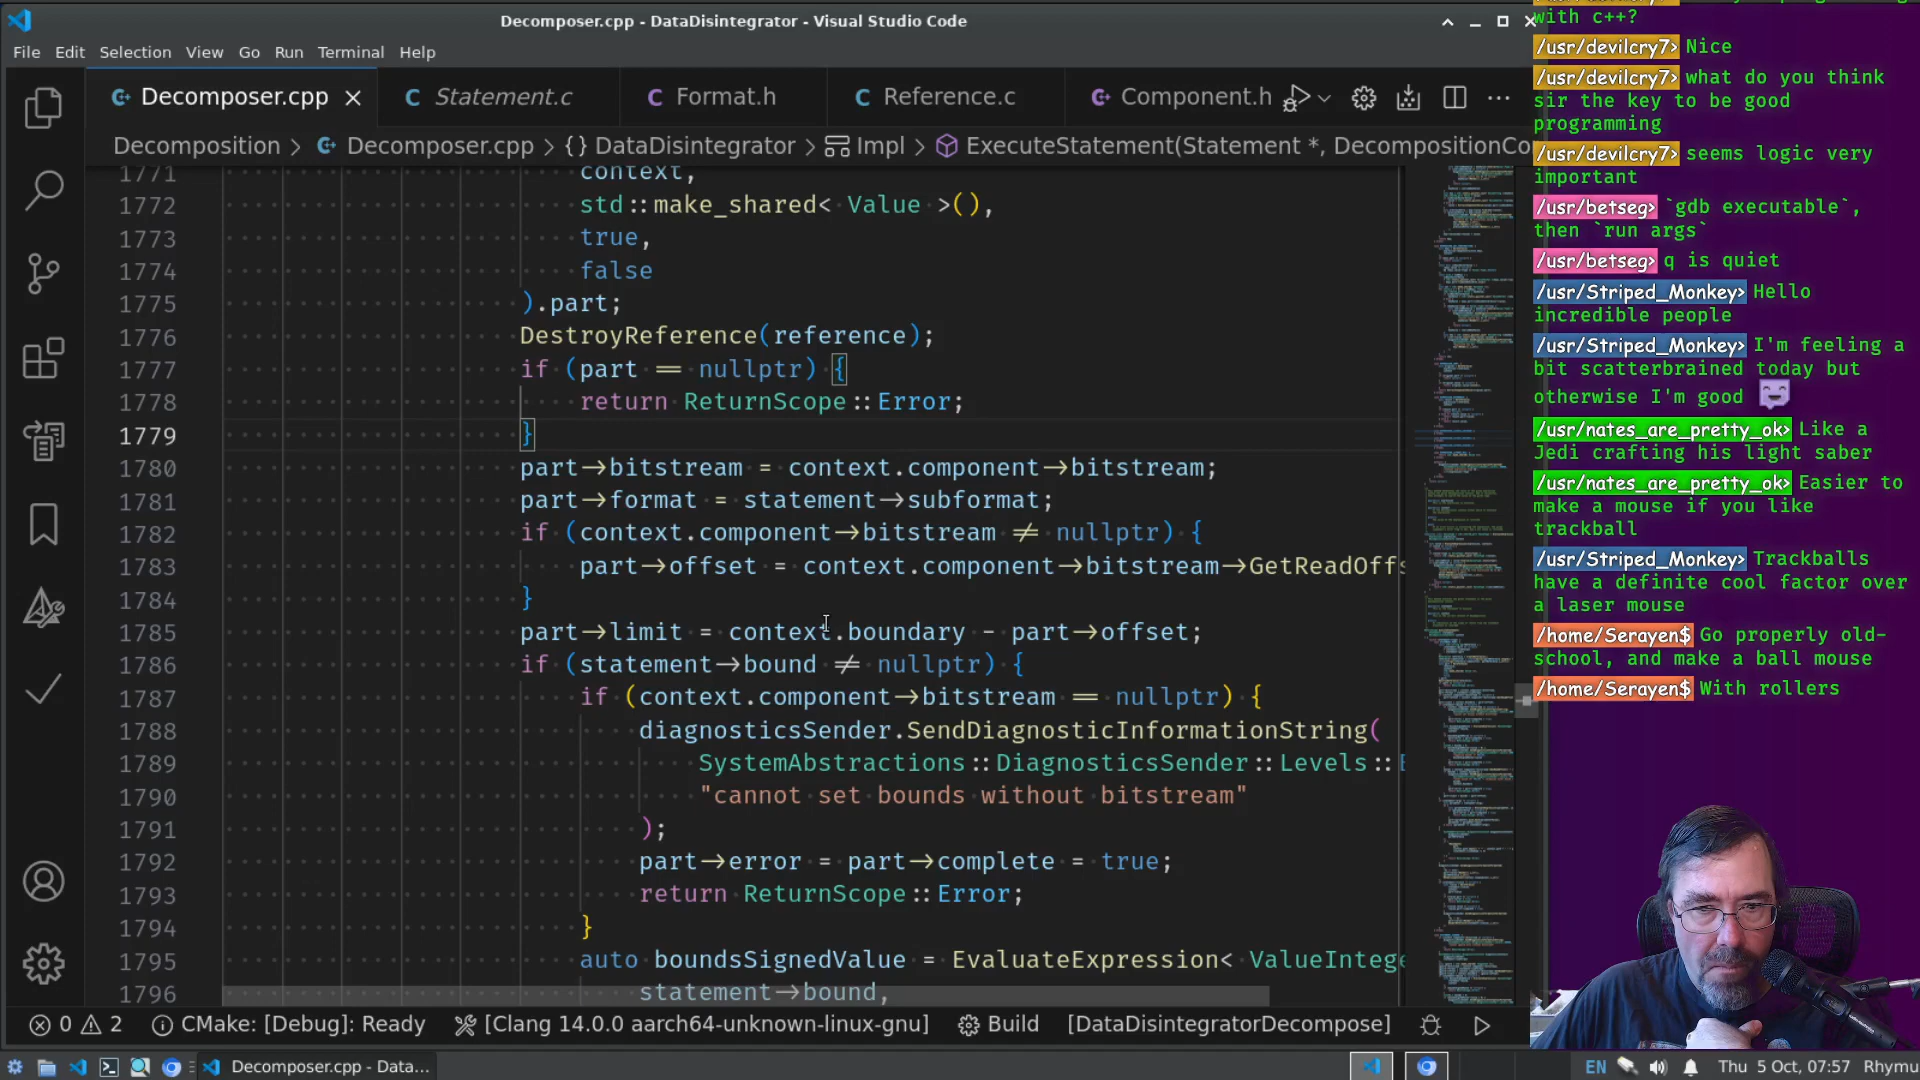 Decomposer.cpp - DataDisintegrator - Visual Studio Code
File Edit Selection View Go Run Terminal Help
Decomposer.cpp Statement.c Format.h Reference.c Component.h
Decomposition > Decomposer.cpp > {} DataDisintegrator > Impl > ExecuteStatement(Statement *, DecompositionCo
1771 context,
1772 std::make_shared< Value >(),
1773 true,
1774 false
1775 ).part;
1776 DestroyReference(reference);
1777 if (part == nullptr) {
1778 return ReturnScope::Error;
1779 }
1780 part->bitstream = context.component->bitstream;
1781 part->format = statement->subformat;
1782 if (context.component->bitstream != nullptr) {
1783 part->offset = context.component->bitstream->GetReadOffs
1784 }
1785 part->limit = context.boundary - part->offset;
1786 if (statement->bound != nullptr) {
1787 if (context.component->bitstream == nullptr) {
1788 diagnosticsSender.SendDiagnosticInformationString(
1789 SystemAbstractions::DiagnosticsSender::Levels::E
1790 "cannot set bounds without bitstream"
1791 );
1792 part->error = part->complete = true;
1793 return ReturnScope::Error;
1794 }
1795 auto boundsSignedValue = EvaluateExpression< ValueIntege
1796 statement->bound,
0 2 CMake: [Debug]: Ready [Clang 14.0.0 aarch64-unknown-linux-gnu] Build [DataDisintegratorDecompose]
Decomposer.cpp - Data...
EN Thu 5 Oct, 07:57 Rhymu
with c++?
/usr/devilcry7> Nice
/usr/devilcry7> what do you think
sir the key to be good
programming
/usr/devilcry7> seems logic very
important
/usr/betseg> `gdb executable`,
then `run args`
/usr/betseg> q is quiet
/usr/Striped_Monkey> Hello
incredible people
/usr/Striped_Monkey> I'm feeling a
bit scatterbrained today but
otherwise I'm good
/usr/nates_are_pretty_ok> Like a
Jedi crafting his light saber
/usr/nates_are_pretty_ok> Easier to
make a mouse if you like
trackball
/usr/Striped_Monkey> Trackballs
have a definite cool factor over
a laser mouse
/home/Serayen$ Go properly old-
school, and make a ball mouse
/home/Serayen$ With rollers